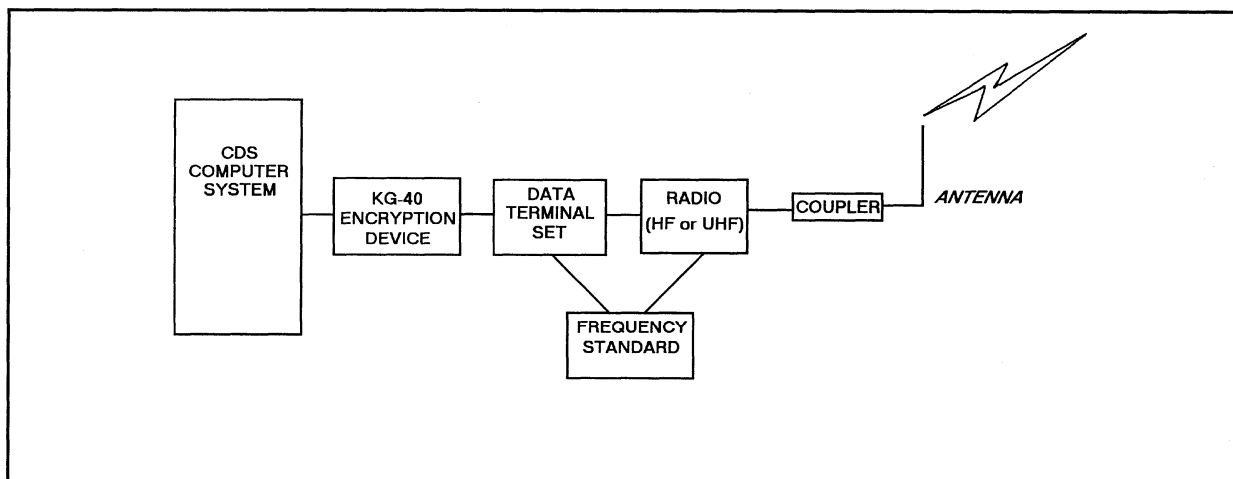 CDS
COMPUTER
SYSTEM
KG-40
ENCRYPTION
DEVICE
DATA
TERMINAL
SET
RADIO
(HF or UHF)
COUPLER
ANTENNA
FREQUENCY
STANDARD